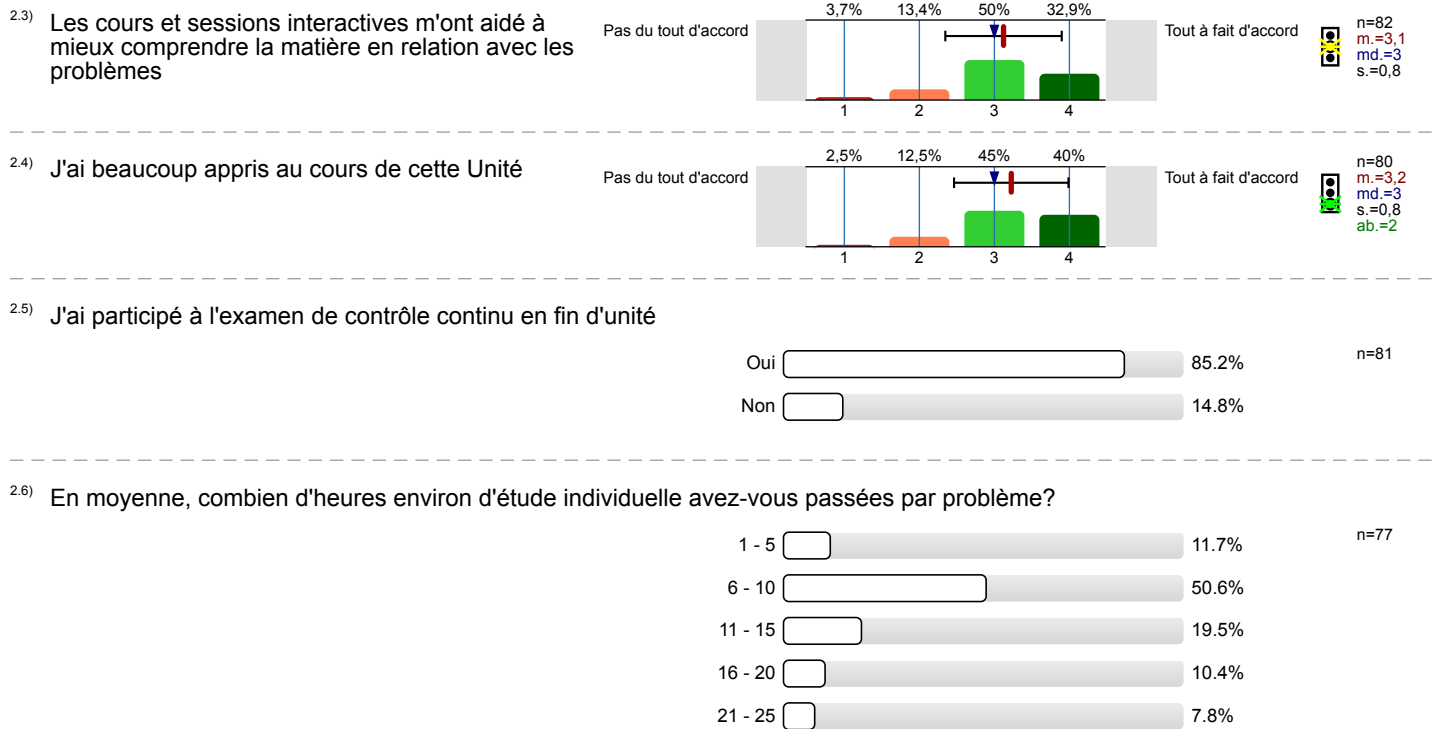 2.3) Les cours et sessions interactives m'ont aidé à
mieux comprendre la matière en relation avec les
problèmes
Pas du tout d'accord
3,7% 13,4% 50% 32,9%
1 2 3 4
Tout à fait d'accord
n=82
m.=3,1
md.=3
s.=0,8
2.4) J'ai beaucoup appris au cours de cette Unité
Pas du tout d'accord
2,5% 12,5% 45% 40%
1 2 3 4
Tout à fait d'accord
n=80
m.=3,2
md.=3
s.=0,8
ab.=2
2.5) J'ai participé à l'examen de contrôle continu en fin d'unité
Oui 85.2% n=81
Non 14.8%
2.6) En moyenne, combien d'heures environ d'étude individuelle avez-vous passées par problème?
1 - 5 11.7% n=77
6 - 10 50.6%
11 - 15 19.5%
16 - 20 10.4%
21 - 25 7.8%